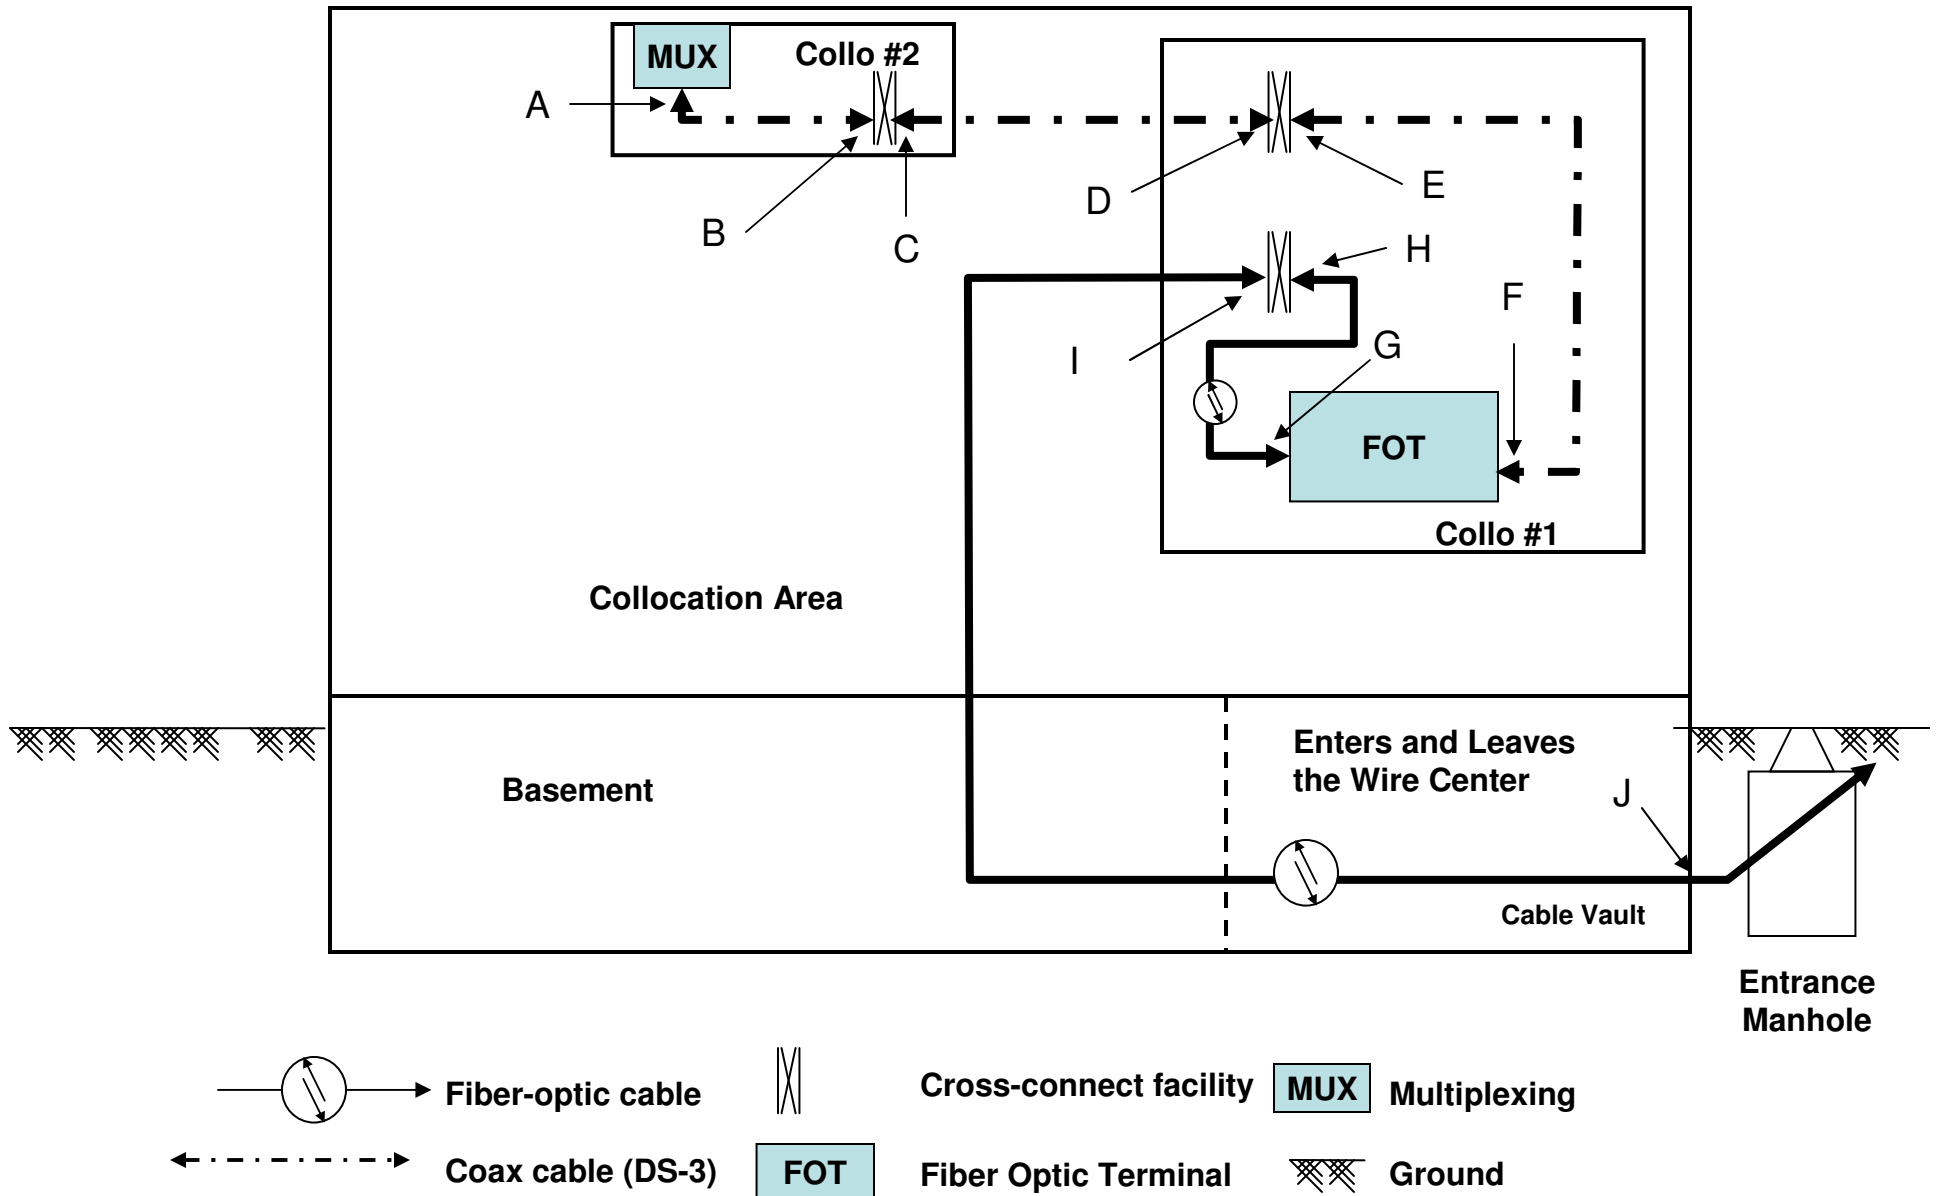 MUX
Collo #2
A
B
C
D
E
H
I
F
G
FOT
Collo #1
Collocation Area
Basement
Enters and Leaves
the Wire Center
J
Cable Vault
Entrance
Manhole
Fiber-optic cable
Cross-connect facility
MUX
Multiplexing
Coax cable (DS-3)
FOT
Fiber Optic Terminal
Ground